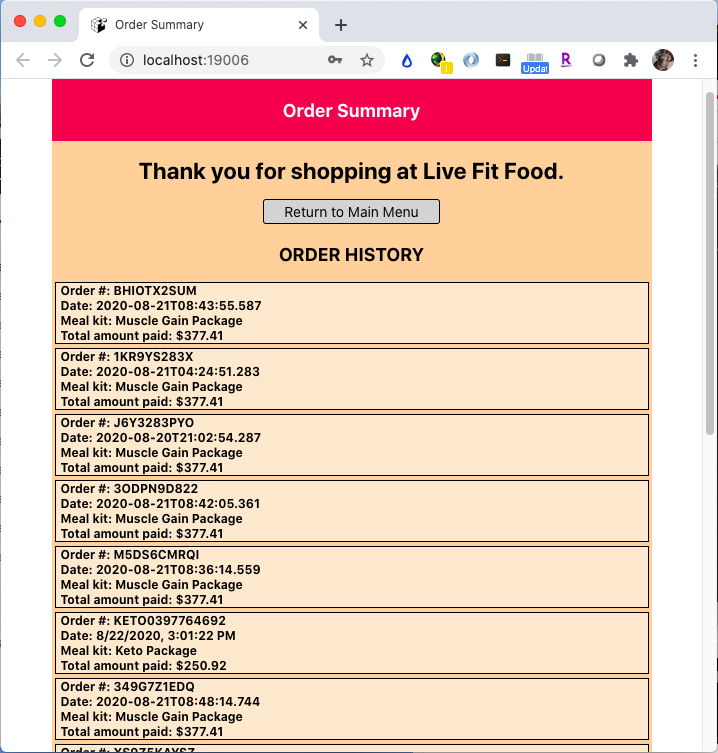 Order Summary
localhost:19006
!
Updat
R
Order Summary
Thank you for shopping at Live Fit Food.
Return to Main Menu
ORDER HISTORY
Order #: BHIOTX2SUM
Date: 2020-08-21T08:43:55.587
Meal kit: Muscle Gain Package
Total amount paid: $377.41
Order #: 1KR9YS283X
Date: 2020-08-21T04:24:51.283
Meal kit: Muscle Gain Package
Total amount paid: $377.41
Order #: J6Y3283PYO
Date: 2020-08-20T21:02:54.287
Meal kit: Muscle Gain Package
Total amount paid: $377.41
Order #: 3ODPN9D822
Date: 2020-08-21T08:42:05.361
Meal kit: Muscle Gain Package
Total amount paid: $377.41
Order #: M5DS6CMRQI
Date: 2020-08-21T08:36:14.559
Meal kit: Muscle Gain Package
Total amount paid: $377.41
Order #: KETO0397764692
Date: 8/22/2020, 3:01:22 PM
Meal kit: Keto Package
Total amount paid: $250.92
Order #: 349G7Z1EDQ
Date: 2020-08-21T08:48:14.744
Meal kit: Muscle Gain Package
Total amount paid: $377.41
Order #: